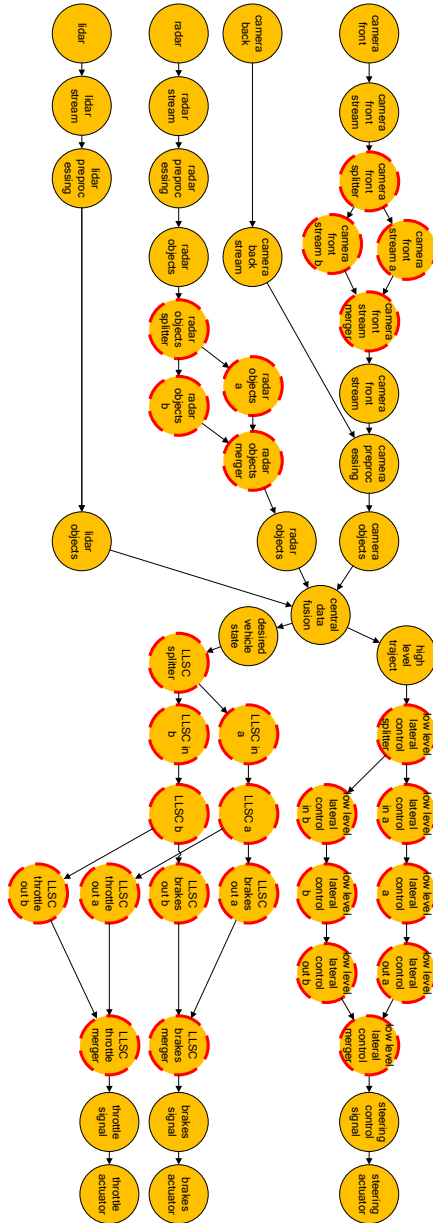 camera
front
camera
front
stream
camera
front
splitter
camera
front
stream a
camera
front
stream b
camera
front
stream
merger
camera
front
stream
camera
preproc
essing
camera
objects
camera
back
camera
back
stream
radar
radar
stream
radar
preproc
essing
radar
objects
radar
objects
splitter
radar
objects
a
radar
objects
b
radar
objects
merger
radar
objects
lidar
lidar
stream
lidar
preproc
essing
lidar
objects
central
data
fusion
high
level
traject
low level
lateral
control
splitter
low level
lateral
control
in a
low level
lateral
control
a
low level
lateral
control
out a
low level
lateral
control
in b
low level
lateral
control
b
low level
lateral
control
out b
low level
lateral
control
merger
steering
control
signal
steering
actuator
desired
vehicle
state
LLSC
splitter
LLSC in
a
LLSC in
b
LLSC a
LLSC b
LLSC
brakes
out a
LLSC
brakes
out b
LLSC
throttle
out a
LLSC
throttle
out b
LLSC
brakes
merger
LLSC
throttle
merger
brakes
signal
throttle
signal
brakes
actuator
throttle
actuator